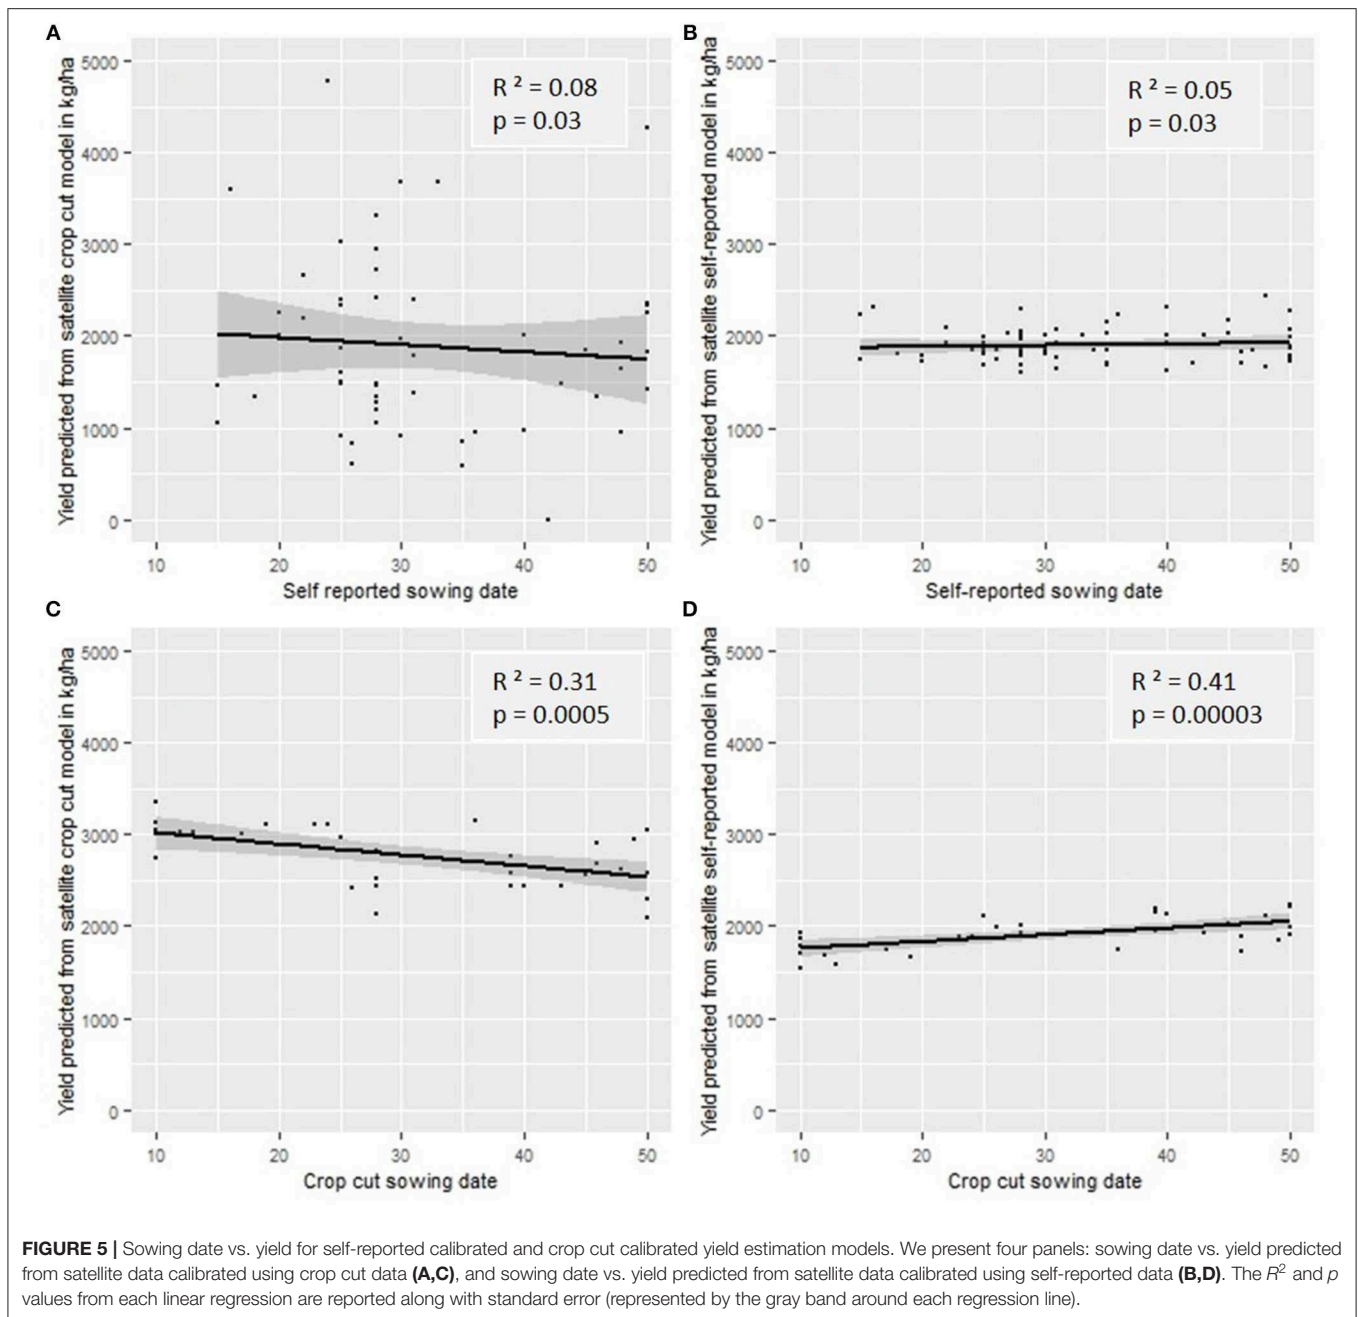 A
Yield predicted from satellite crop cut model in kg/ha
5000
4000
3000
2000
1000
0
R ² = 0.08
p = 0.03
10 20 30 40 50
Self reported sowing date
B
Yield predicted from satellite self-reported model in kg/ha
5000
4000
3000
2000
1000
0
R ² = 0.05
p = 0.03
10 20 30 40 50
Self-reported sowing date
C
Yield predicted from satellite crop cut model in kg/ha
5000
4000
3000
2000
1000
0
R ² = 0.31
p = 0.0005
10 20 30 40 50
Crop cut sowing date
D
Yield predicted from satellite self-reported model in kg/ha
5000
4000
3000
2000
1000
0
R ² = 0.41
p = 0.00003
10 20 30 40 50
Crop cut sowing date
FIGURE 5 | Sowing date vs. yield for self-reported calibrated and crop cut calibrated yield estimation models. We present four panels: sowing date vs. yield predicted
from satellite data calibrated using crop cut data (A,C), and sowing date vs. yield predicted from satellite data calibrated using self-reported data (B,D). The R² and p
values from each linear regression are reported along with standard error (represented by the gray band around each regression line).